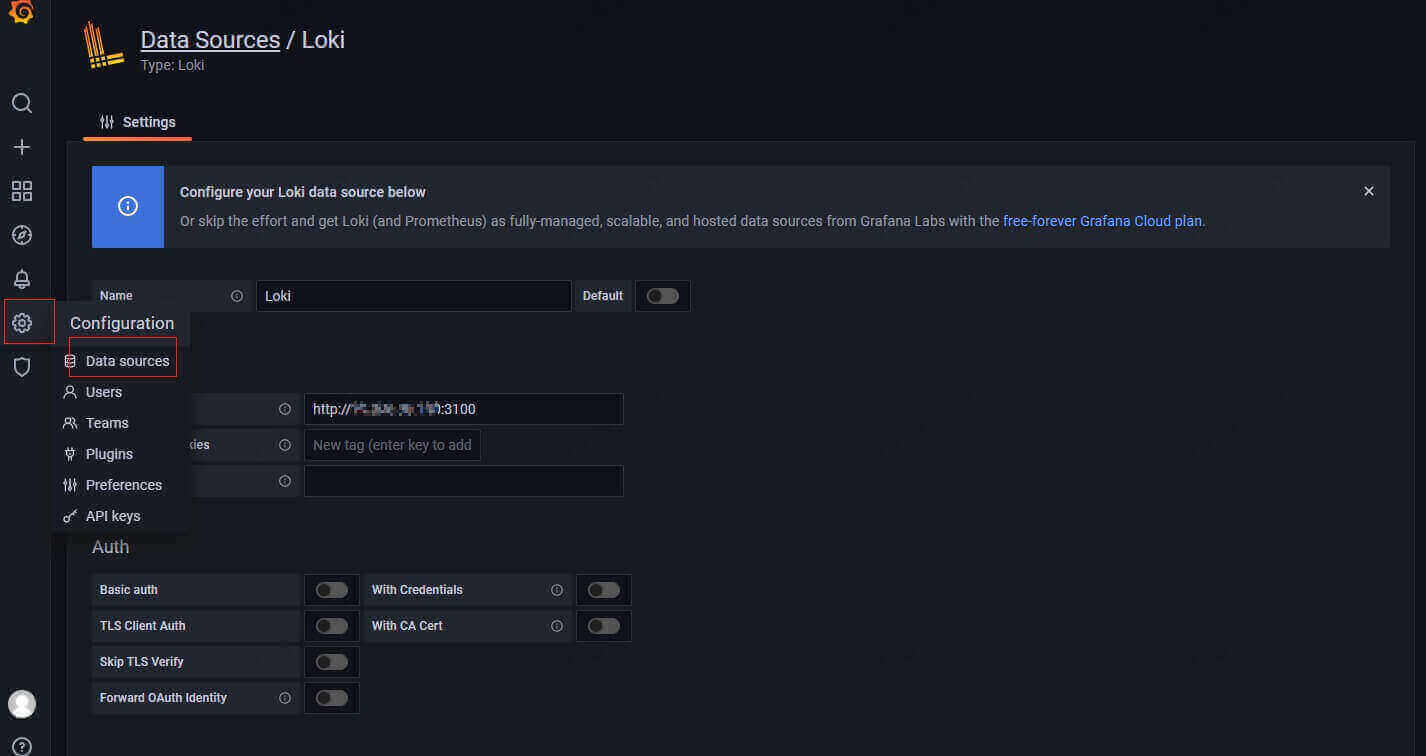 Data Sources / Loki
Type: Loki
Settings
Configure your Loki data source below
Or skip the effort and get Loki (and Prometheus) as fully-managed, scalable, and hosted data sources from Grafana Labs with the free-forever Grafana Cloud plan.
Name
Loki
Default
Configuration
Data sources
Users
Teams
Plugins
Preferences
API keys
http://
:3100
kies
New tag (enter key to add
Auth
Basic auth
With Credentials
TLS Client Auth
With CA Cert
Skip TLS Verify
Forward OAuth Identity